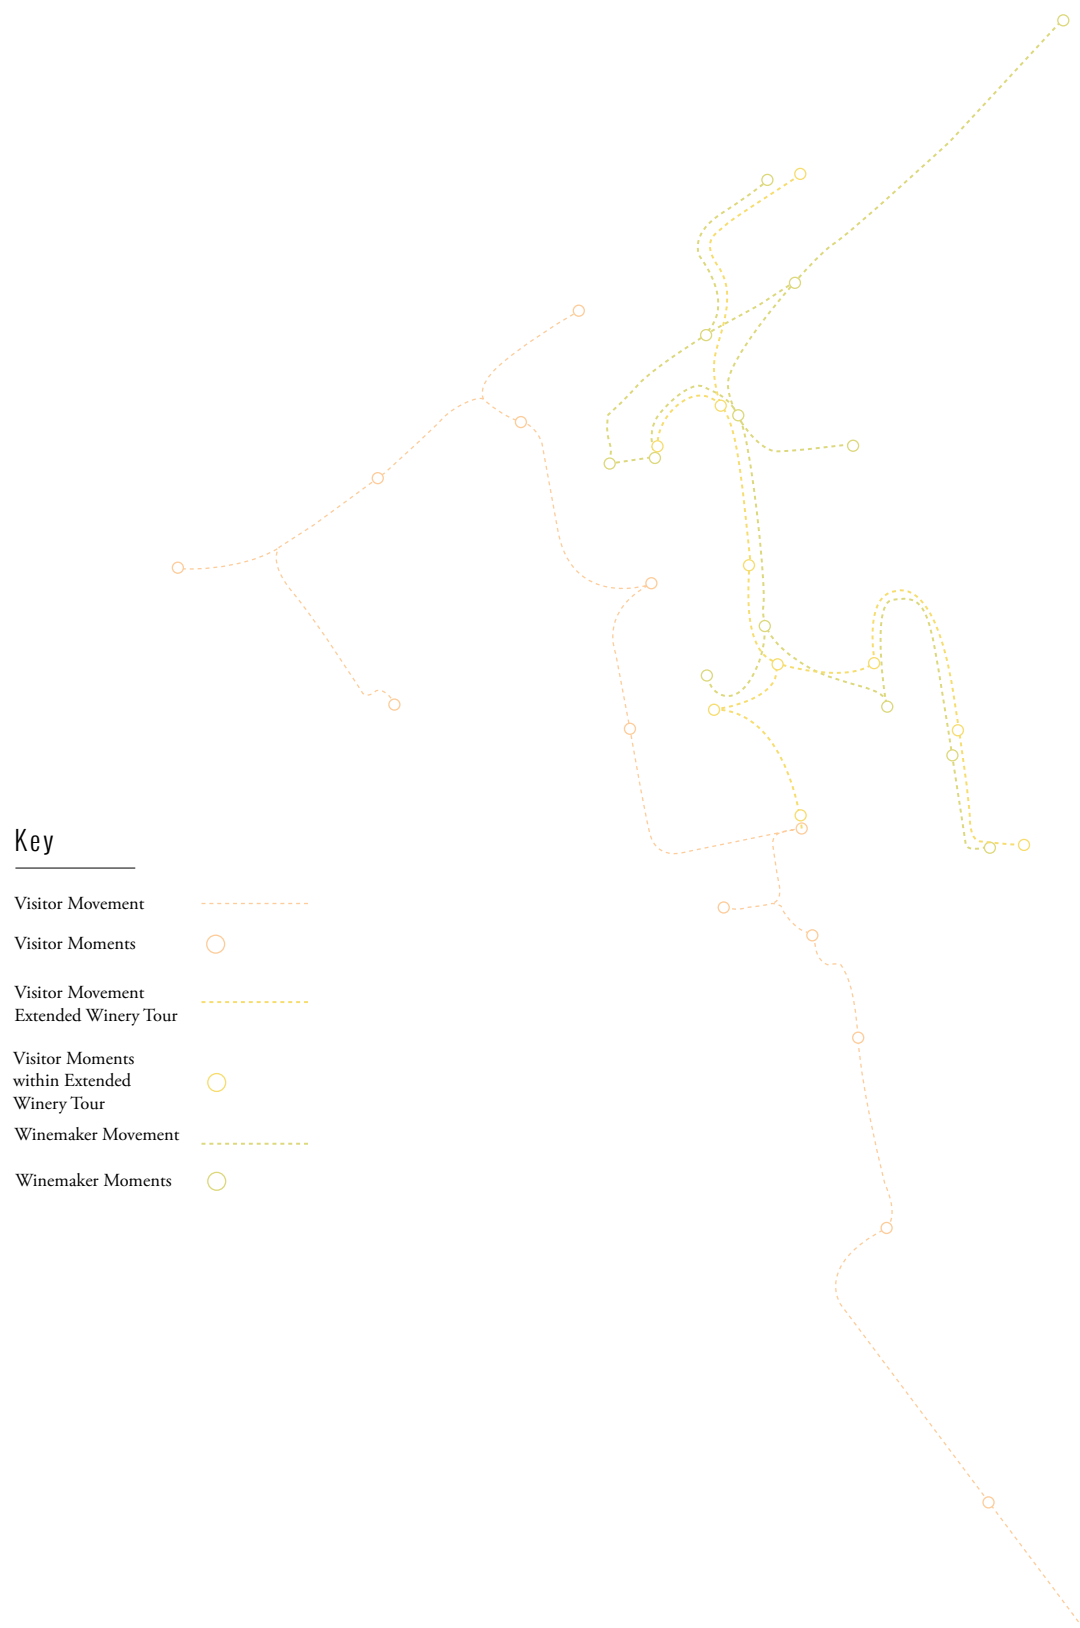 Key
Visitor Movement
Visitor Moments
Visitor Movement
Extended Winery Tour
Visitor Moments
within Extended
Winery Tour
Winemaker Movement
Winemaker Moments